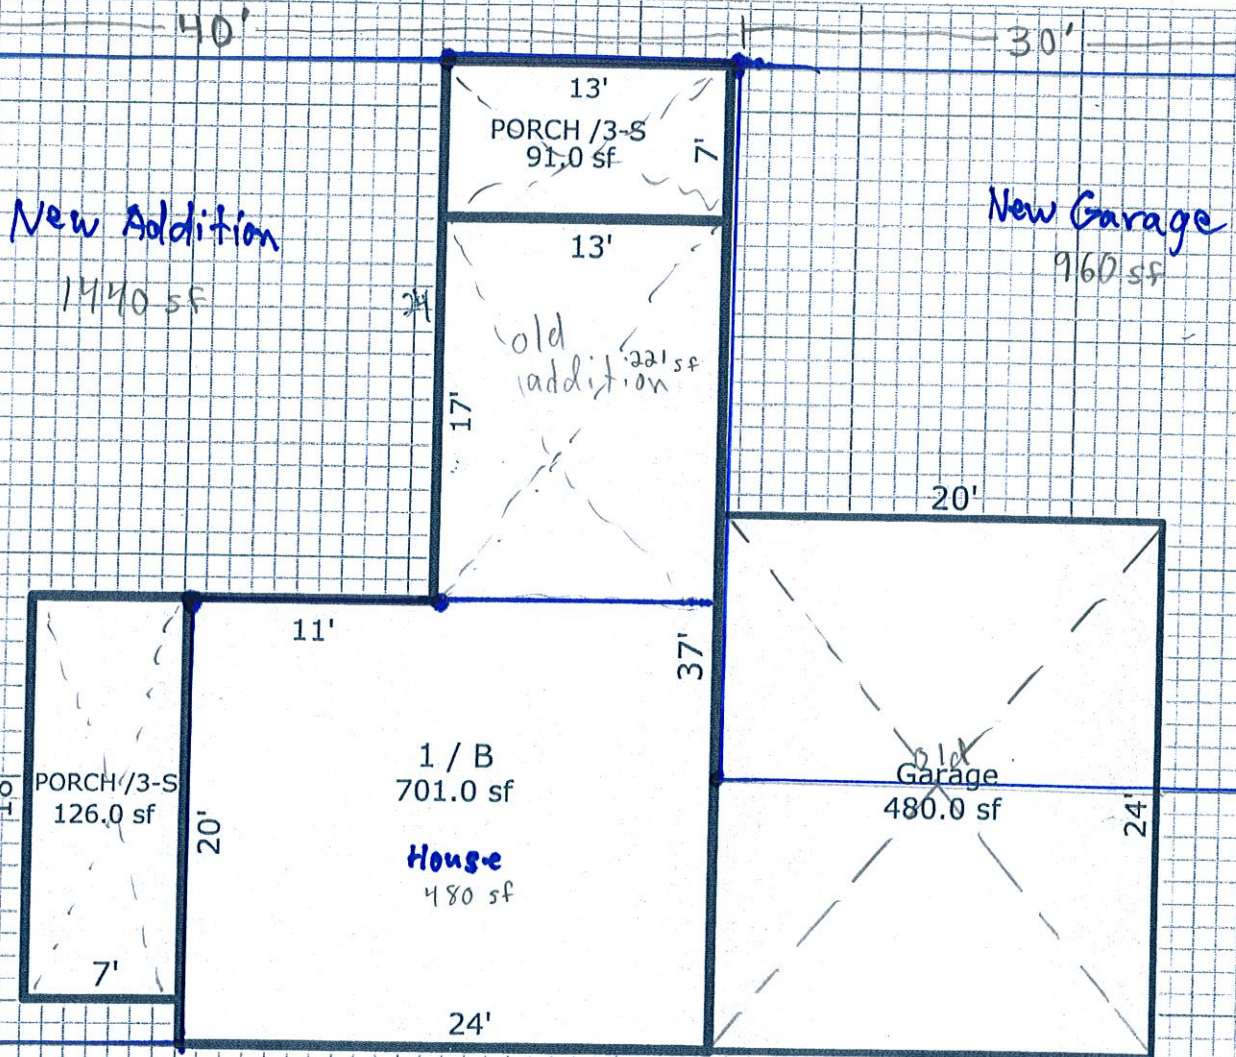 40'
30'
13'
PORCH /3-S
91.0 sf
7'
New Addition
1440 sf
New Garage
960 sf
13'
24
old
addition
221 sf
17'
20'
11'
37'
1 / B
701.0 sf
House
480 sf
PORCH /3-S
126.0 sf
18
20'
7'
24'
old
Garage
480.0 sf
24'